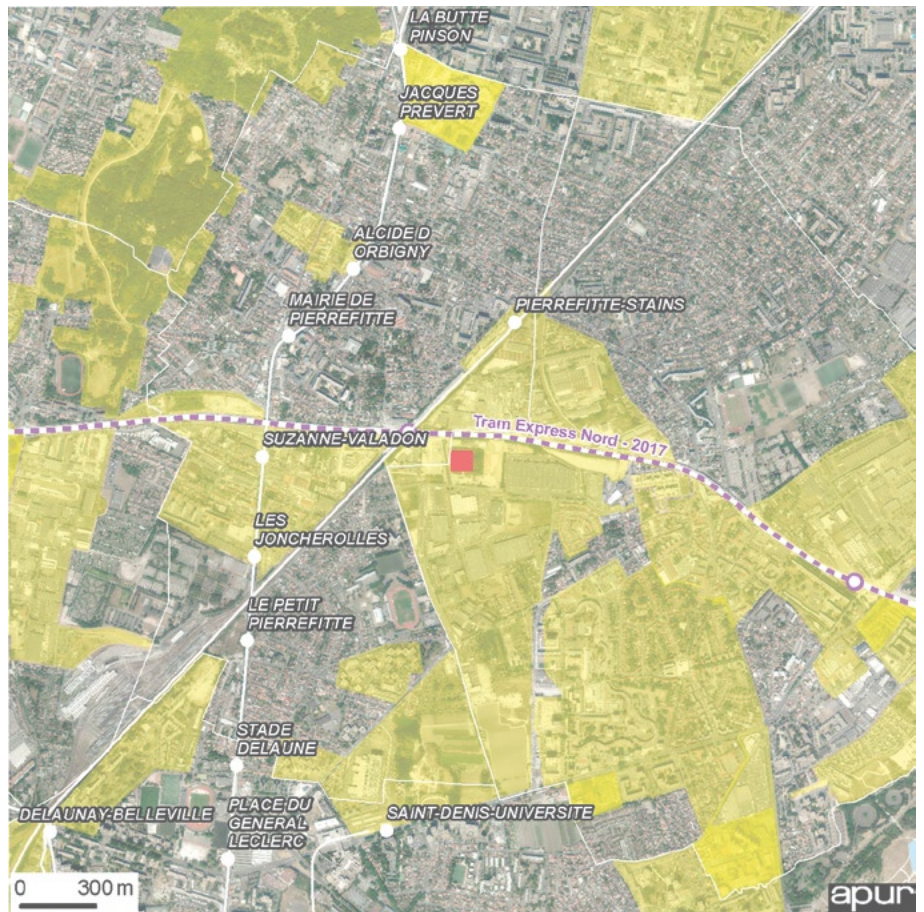 LA BUTTE
PINSON
JACQUES
PREVERT
ALCIDE D
ORBIGNY
MAIRIE DE
PIERREFITTE
PIERREFITTE-STAINS
Tram Express Nord - 2017
SUZANNE-VALADON
LES
JONCHEROLLES
LE PETIT
PIERREFITTE
STADE
DELAUNE
DELAUNAY-BELLEVILLE
PLACE DU
GENERAL
LECLERC
SAINT-DENIS-UNIVERSITE
0 300 m
apur